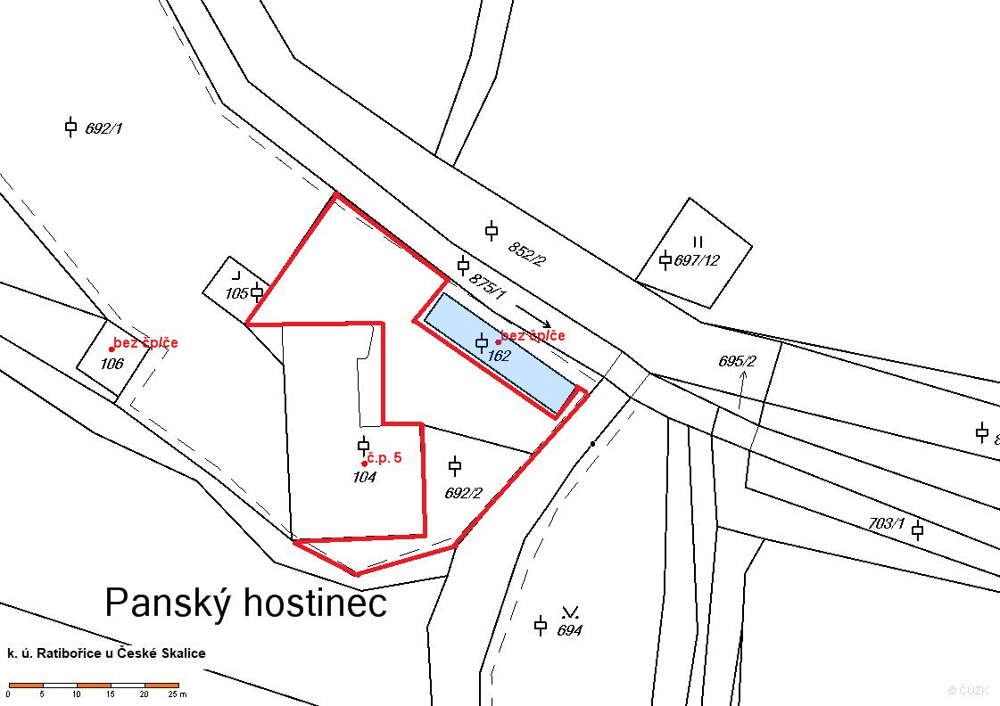 692/1
852/2
697/12
875/1
105
bez čp/če
162
bez čp/če
106
695/2
č.p. 5
104
692/2
703/1
694
Panský hostinec
k. ú. Ratibořice u České Skalice
0 5 10 15 20 25 m
© ČÚZK